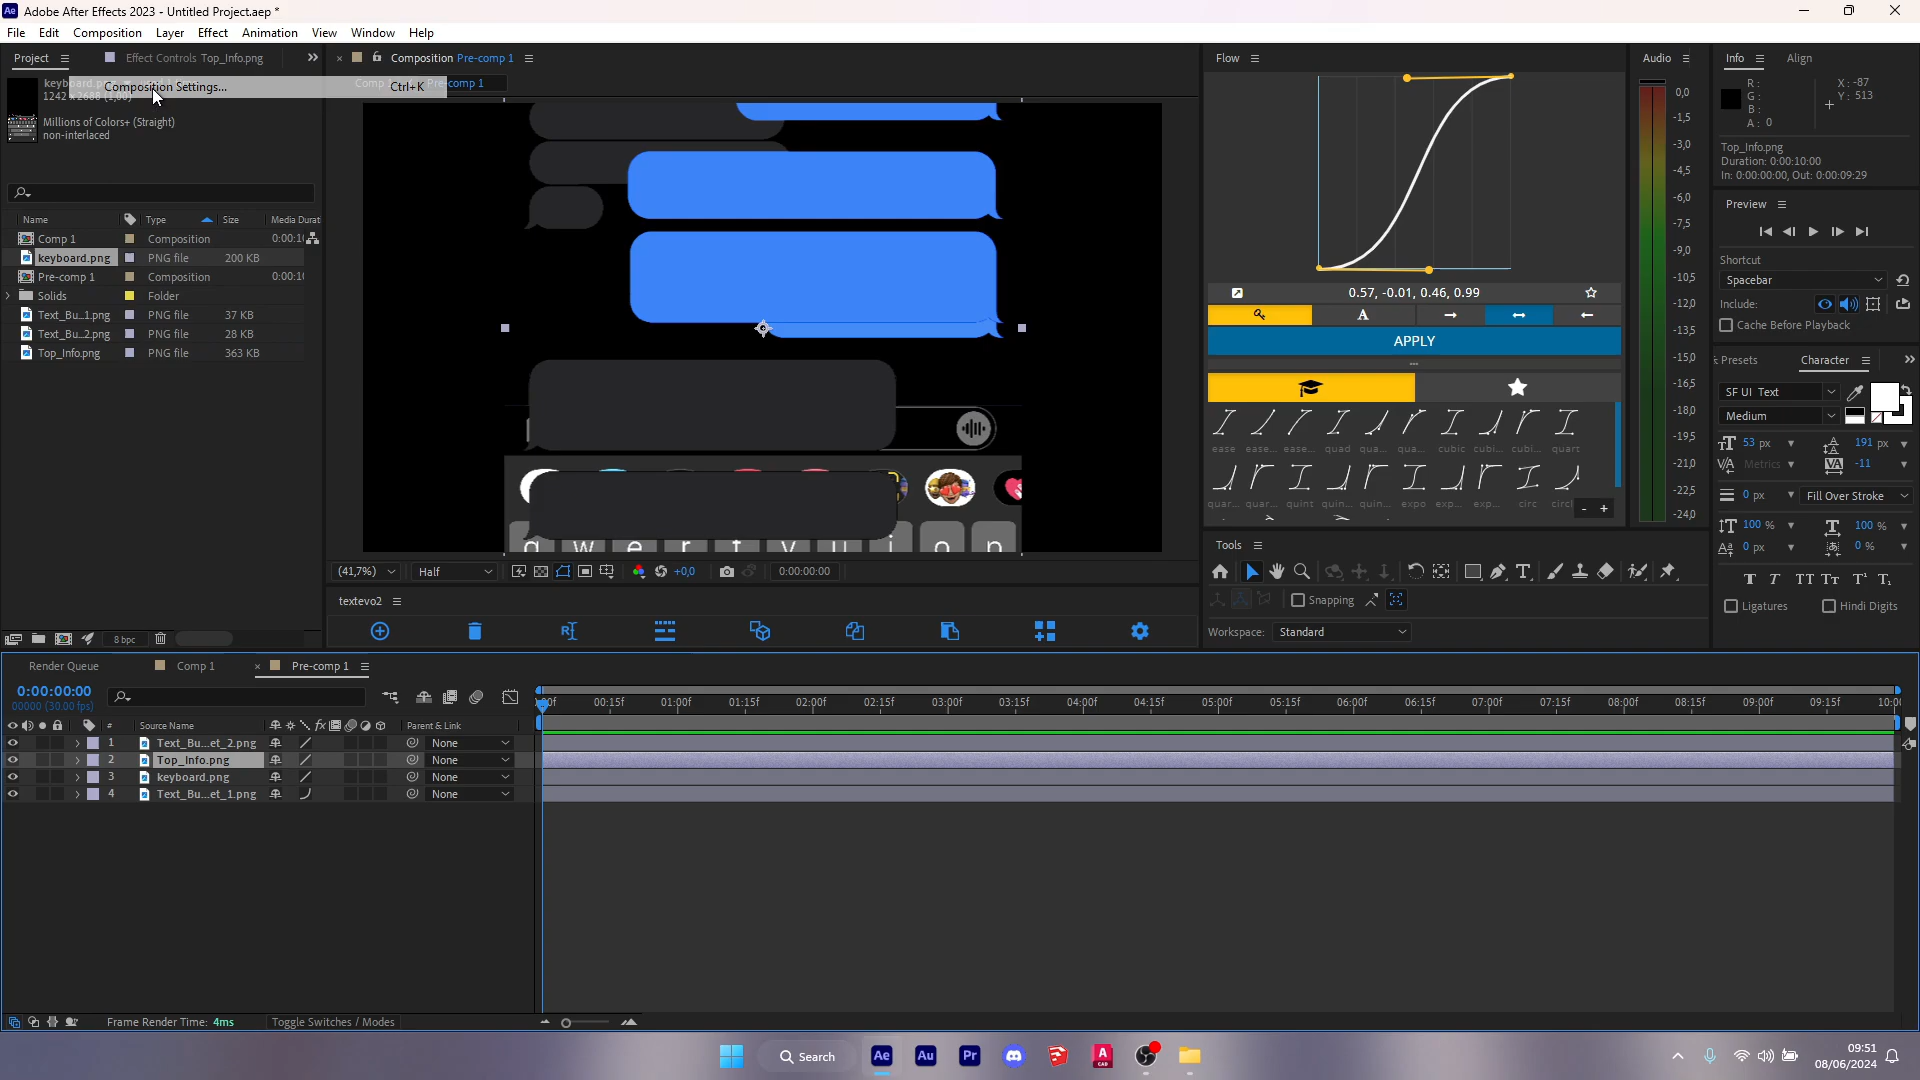 Adobe After Effects 2023 - Untitled Project.aep *
File Edit Composition Layer Effect Animation View Window Help
Project Effect Controls Top_Info.png
Composition Pre-comp 1
Flow
Audio
Info Align
Composition Settings... Ctrl+K
Pre-comp 1
1242 x 2688 (1,00)
Millions of Colors+ (Straight)
non-interlaced
R:
G:
B:
A: 0
X: -87
Y: 513
Top_Info.png
Duration: 0:00:10:00
In: 0:00:00:00, Out: 0:00:09:29
Preview
Shortcut
Spacebar
Include:
Cache Before Playback
Name Type Size Media Durat
Comp 1 Composition 0:00:1
keyboard.png PNG file 200 KB
Pre-comp 1 Composition 0:00:1
Solids Folder
Text_Bu..._1.png PNG file 37 KB
Text_Bu..._2.png PNG file 28 KB
Top_Info.png PNG file 363 KB
8 bpc
0,0
-1,5
-3,0
-4,5
-6,0
-7,5
-9,0
-10,5
-12,0
-13,5
-15,0
-16,5
-18,0
-19,5
-21,0
-22,5
-24,0
0.57, -0.01, 0.46, 0.99
A
APPLY
ease ease... ease... quad qua... qua... cubic cubi... cubi... quart
quar... quar... quint quin... quin... expo exp... exp... circ circ
- +
Presets Character
SF UI Text
Medium
53 px 191 px
Metrics -11
0 px Fill Over Stroke
100 % 100 %
0 px 0 %
T T TT Tt T¹ T₁
Ligatures Hindi Digits
q w e r t y u i o p
(41,7%) Half +0,0 0:00:00:00
textevo2
Tools
Snapping
Workspace: Standard
Render Queue Comp 1 Pre-comp 1
0:00:00:00
00000 (30.00 fps)
00:15f 01:00f 01:15f 02:00f 02:15f 03:00f 03:15f 04:00f 04:15f 05:00f 05:15f 06:00f 06:15f 07:00f 07:15f 08:00f 08:15f 09:00f 09:15f 10:00
# Source Name fx Parent & Link
1 Text_Bu...et_2.png None
2 Top_Info.png None
3 keyboard.png None
4 Text_Bu...et_1.png None
Frame Render Time: 4ms Toggle Switches / Modes
Search
Ae Au Pr A
09:51
08/06/2024